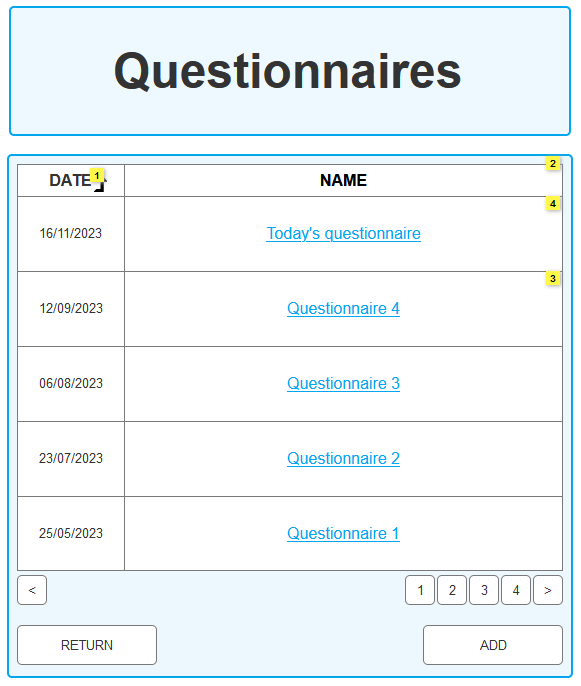 Questionnaires
2
DATE 1 NAME
4
16/11/2023 Today's questionnaire
3
12/09/2023 Questionnaire 4
06/08/2023 Questionnaire 3
23/07/2023 Questionnaire 2
25/05/2023 Questionnaire 1
< 1 2 3 4 >
RETURN ADD